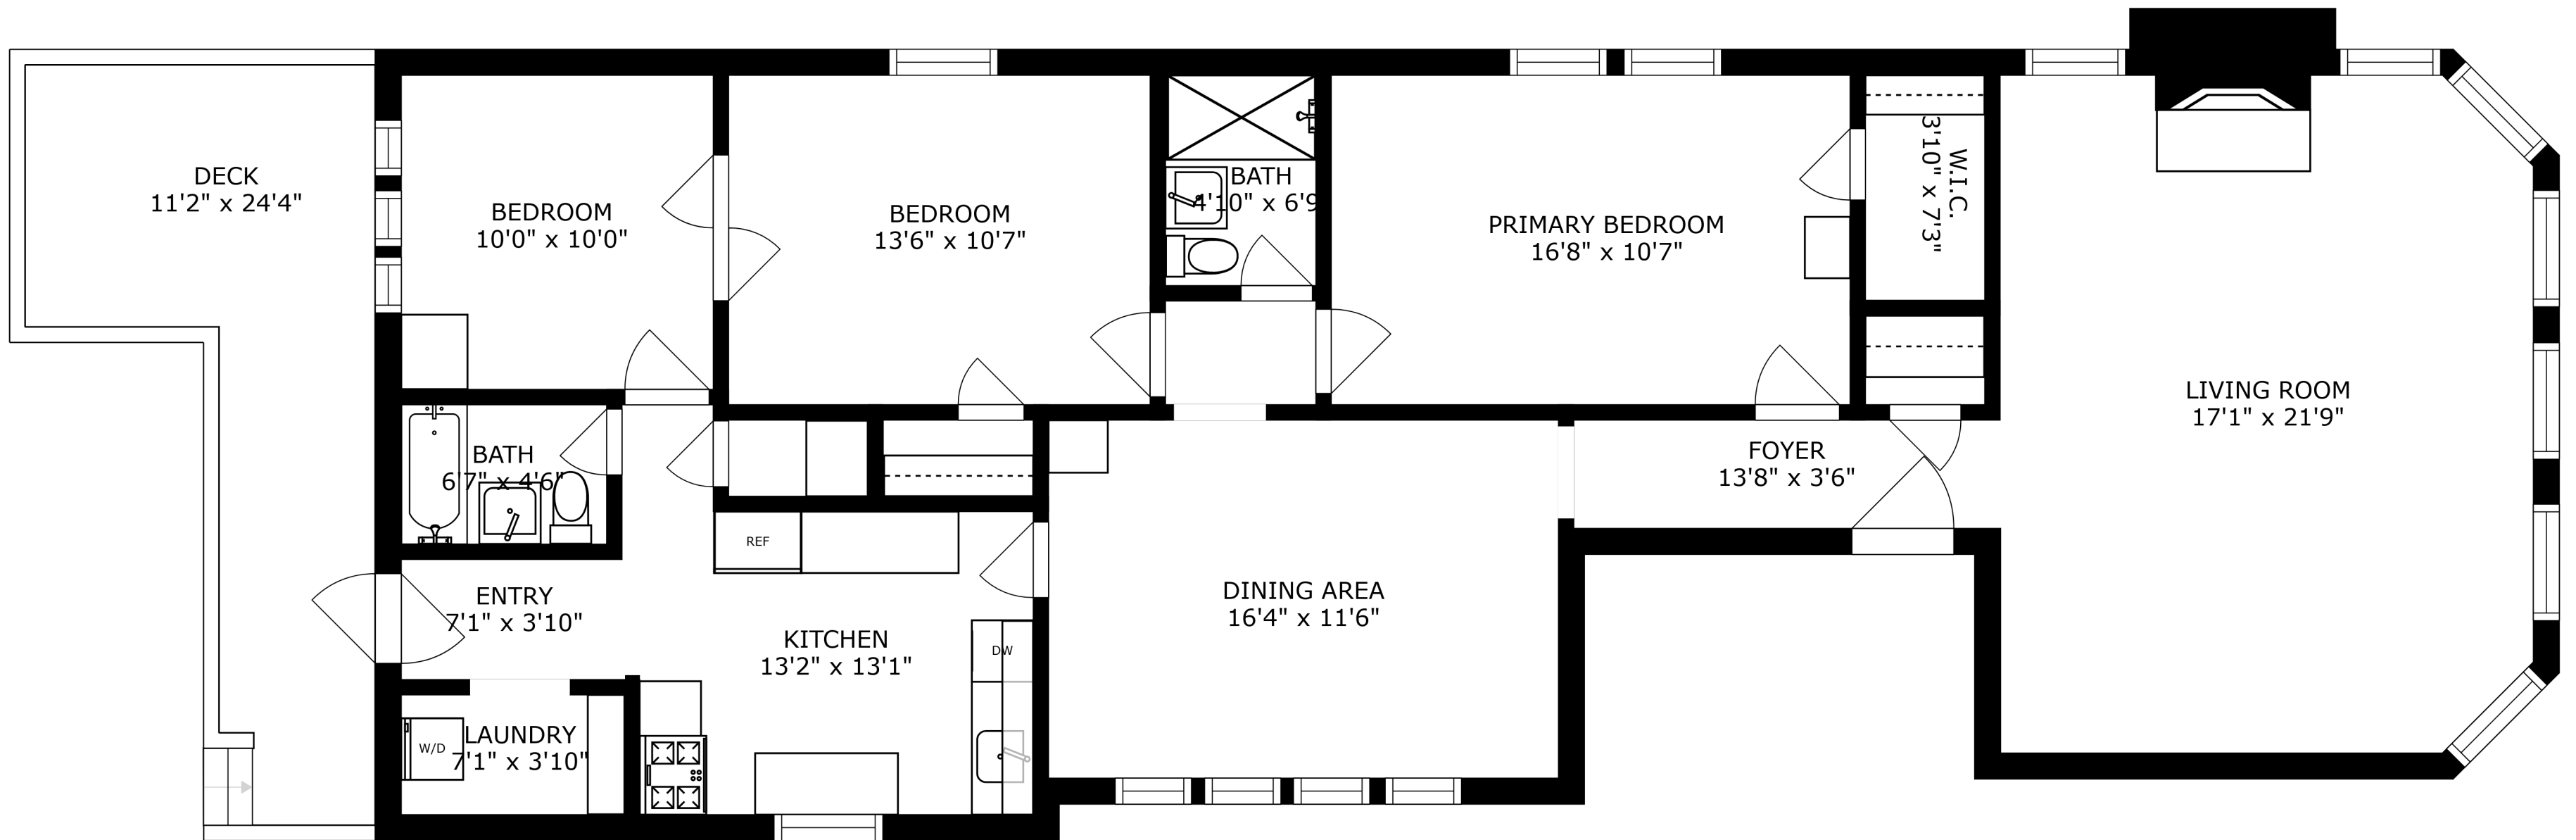 DECK
11'2" x 24'4"
BEDROOM
10'0" x 10'0"
BEDROOM
13'6" x 10'7"
BATH
4'10" x 6'9
PRIMARY BEDROOM
16'8" x 10'7"
W.I.C.
3'10" x 7'3"
LIVING ROOM
17'1" x 21'9"
BATH
6'7" x 4'6"
FOYER
13'8" x 3'6"
REF
ENTRY
7'1" x 3'10"
KITCHEN
13'2" x 13'1"
DW
DINING AREA
16'4" x 11'6"
W/D
LAUNDRY
7'1" x 3'10"